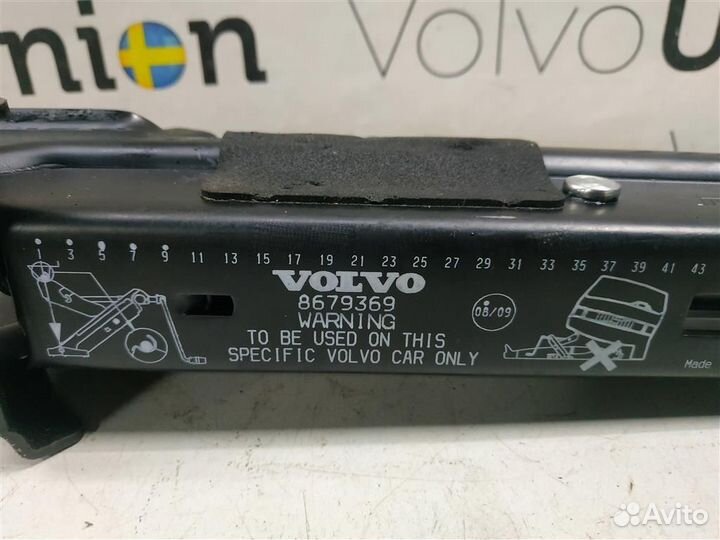 nion
VolvoU
1 3 5 7 9 11 13 15 17 19 21 23 25 27 29 31 33 35 37 39 41 43
VOLVO
8679369
WARNING
TO BE USED ON THIS
SPECIFIC VOLVO CAR ONLY
08/09
Made
Avito